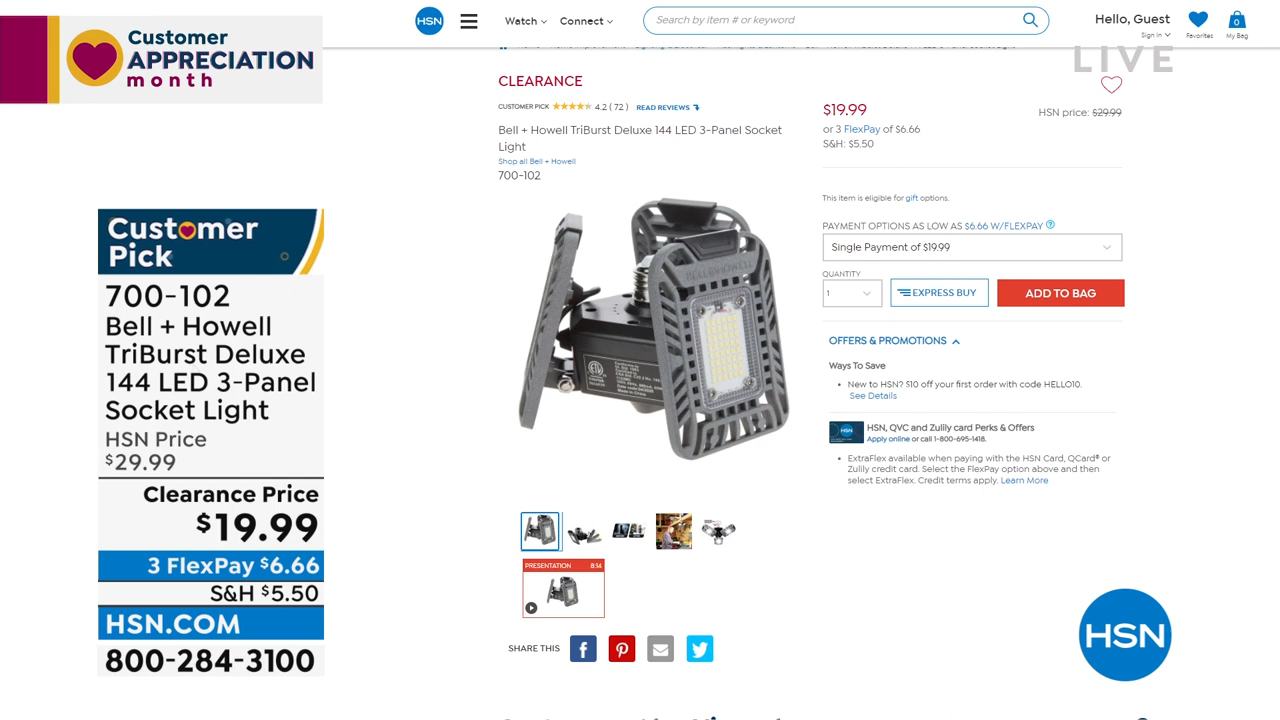 Customer
APPRECIATION
month
HSN
Watch
Connect
Search by item # or keyword
Hello, Guest
Sign in
Favorites
0
My Bag
LIVE
CLEARANCE
CUSTOMER PICK
4.2 ( 72 )
READ REVIEWS
Bell + Howell TriBurst Deluxe 144 LED 3-Panel Socket
Light
Shop all Bell + Howell
700-102
$19.99
HSN price: $29.99
or 3 FlexPay of $6.66
S&H: $5.50
This item is eligible for gift options.
PAYMENT OPTIONS AS LOW AS $6.66 W/FLEXPAY
Single Payment of $19.99
QUANTITY
1
EXPRESS BUY
ADD TO BAG
OFFERS & PROMOTIONS
Ways To Save
New to HSN? $10 off your first order with code HELLO10.
See Details
HSN, QVC and Zulily card Perks & Offers
Apply online or call 1-800-695-1418.
ExtraFlex available when paying with the HSN Card, QCard® or
Zulily credit card. Select the FlexPay option above and then
select ExtraFlex. Credit terms apply. Learn More
BELL+HOWELL
PRESENTATION 8:14
SHARE THIS
Customer
Pick
700-102
Bell + Howell
TriBurst Deluxe
144 LED 3-Panel
Socket Light
HSN Price
$29.99
Clearance Price
$19.99
3 FlexPay $6.66
S&H $5.50
HSN.COM
800-284-3100
HSN